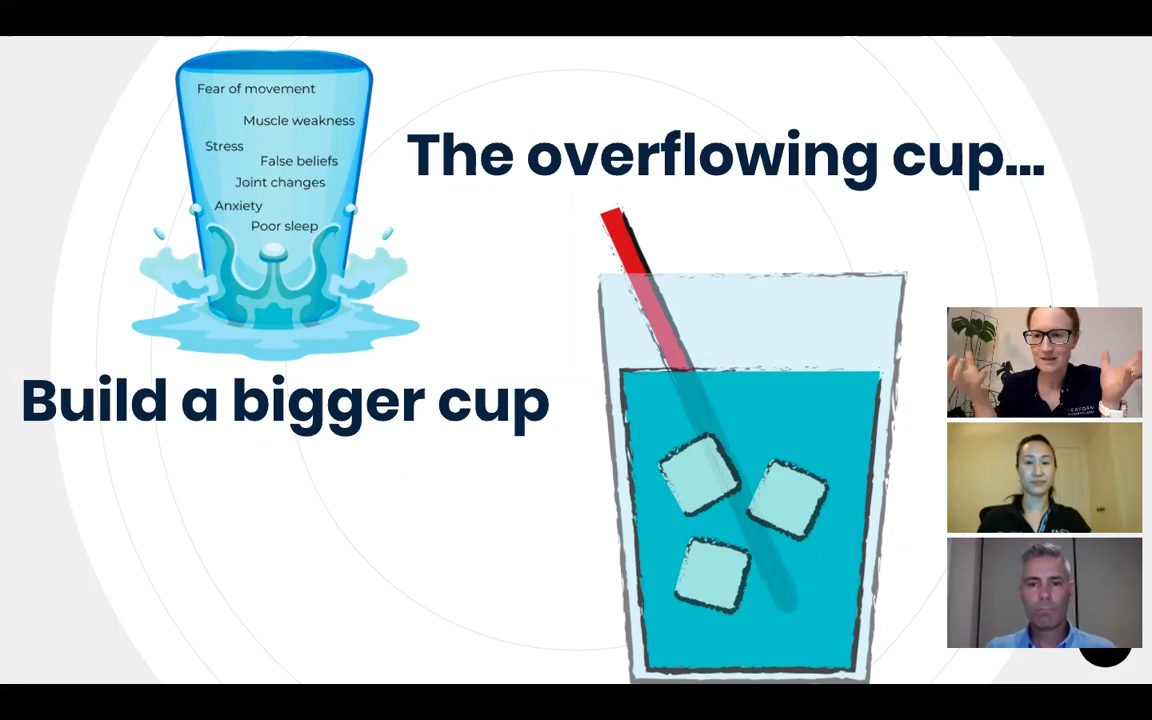 Fear of movement
Muscle weakness
Stress
False beliefs
Joint changes
Anxiety
Poor sleep
The overflowing cup...
Build a bigger cup